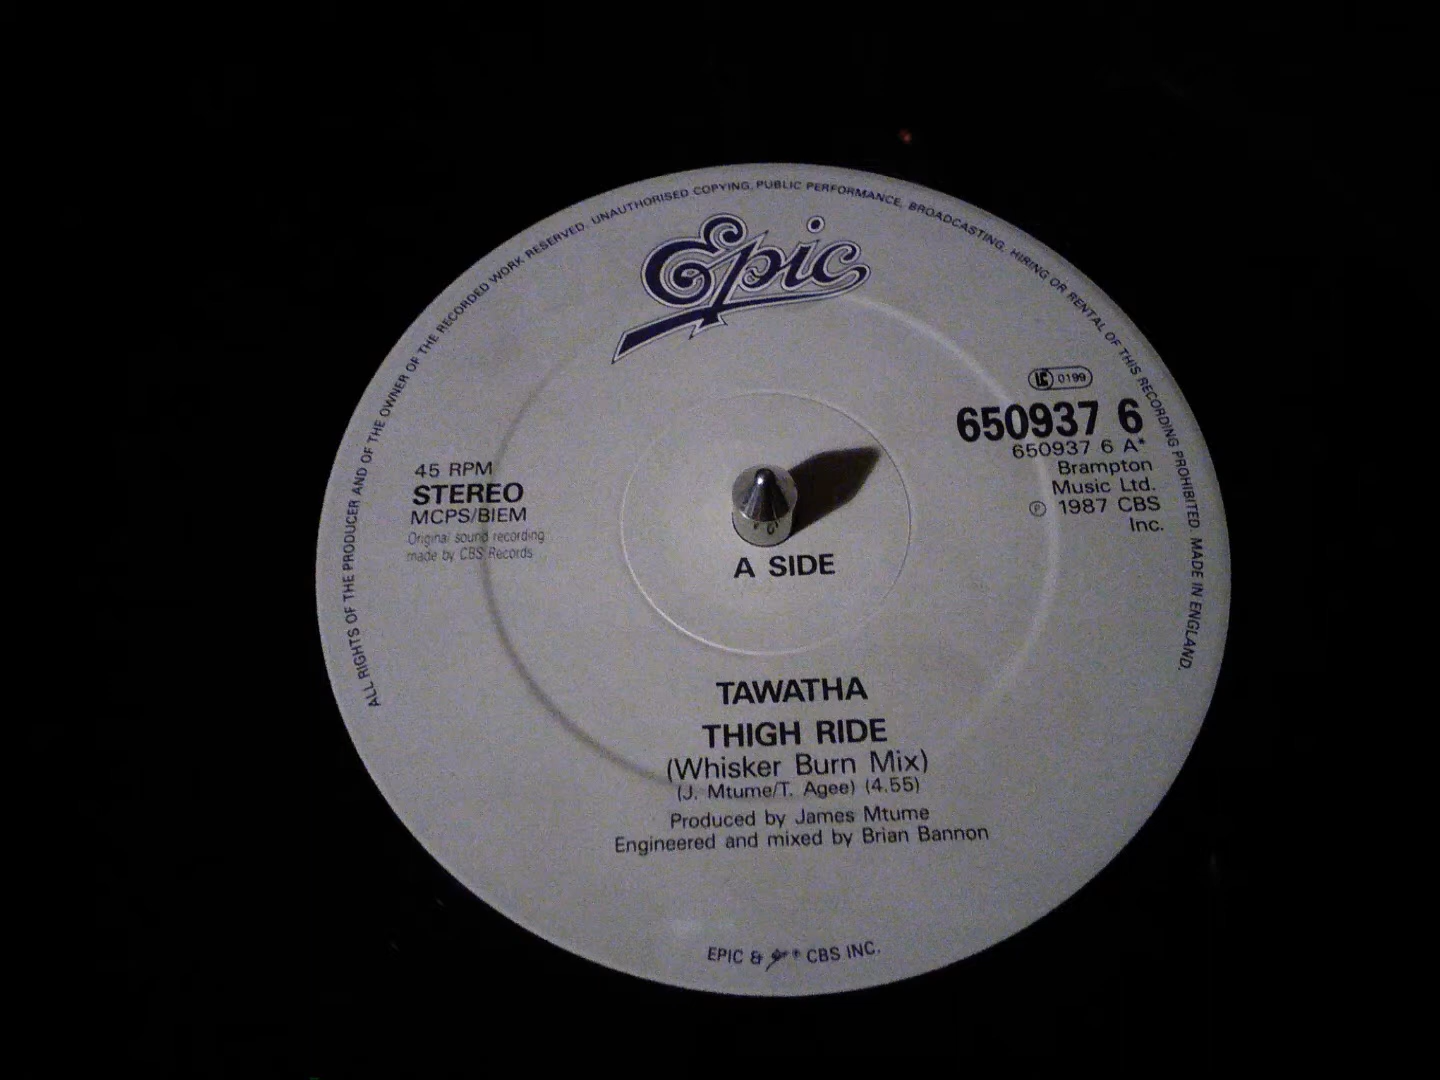 ALL RIGHTS OF THE PRODUCER AND OF THE OWNER OF THE RECORDED WORK RESERVED. UNAUTHORISED COPYING, PUBLIC PERFORMANCE, BROADCASTING, HIRING OR RENTAL OF THIS RECORDING PROHIBITED. MADE IN ENGLAND.
Epic
LC 0199
650937 6
650937 6 A*
Brampton
Music Ltd.
℗ 1987 CBS
Inc.
45 RPM
STEREO
MCPS/BIEM
Original sound recording
made by CBS Records
A SIDE
TAWATHA
THIGH RIDE
(Whisker Burn Mix)
(J. Mtume/T. Agee) (4.55)
Produced by James Mtume
Engineered and mixed by Brian Bannon
EPIC & ® CBS INC.